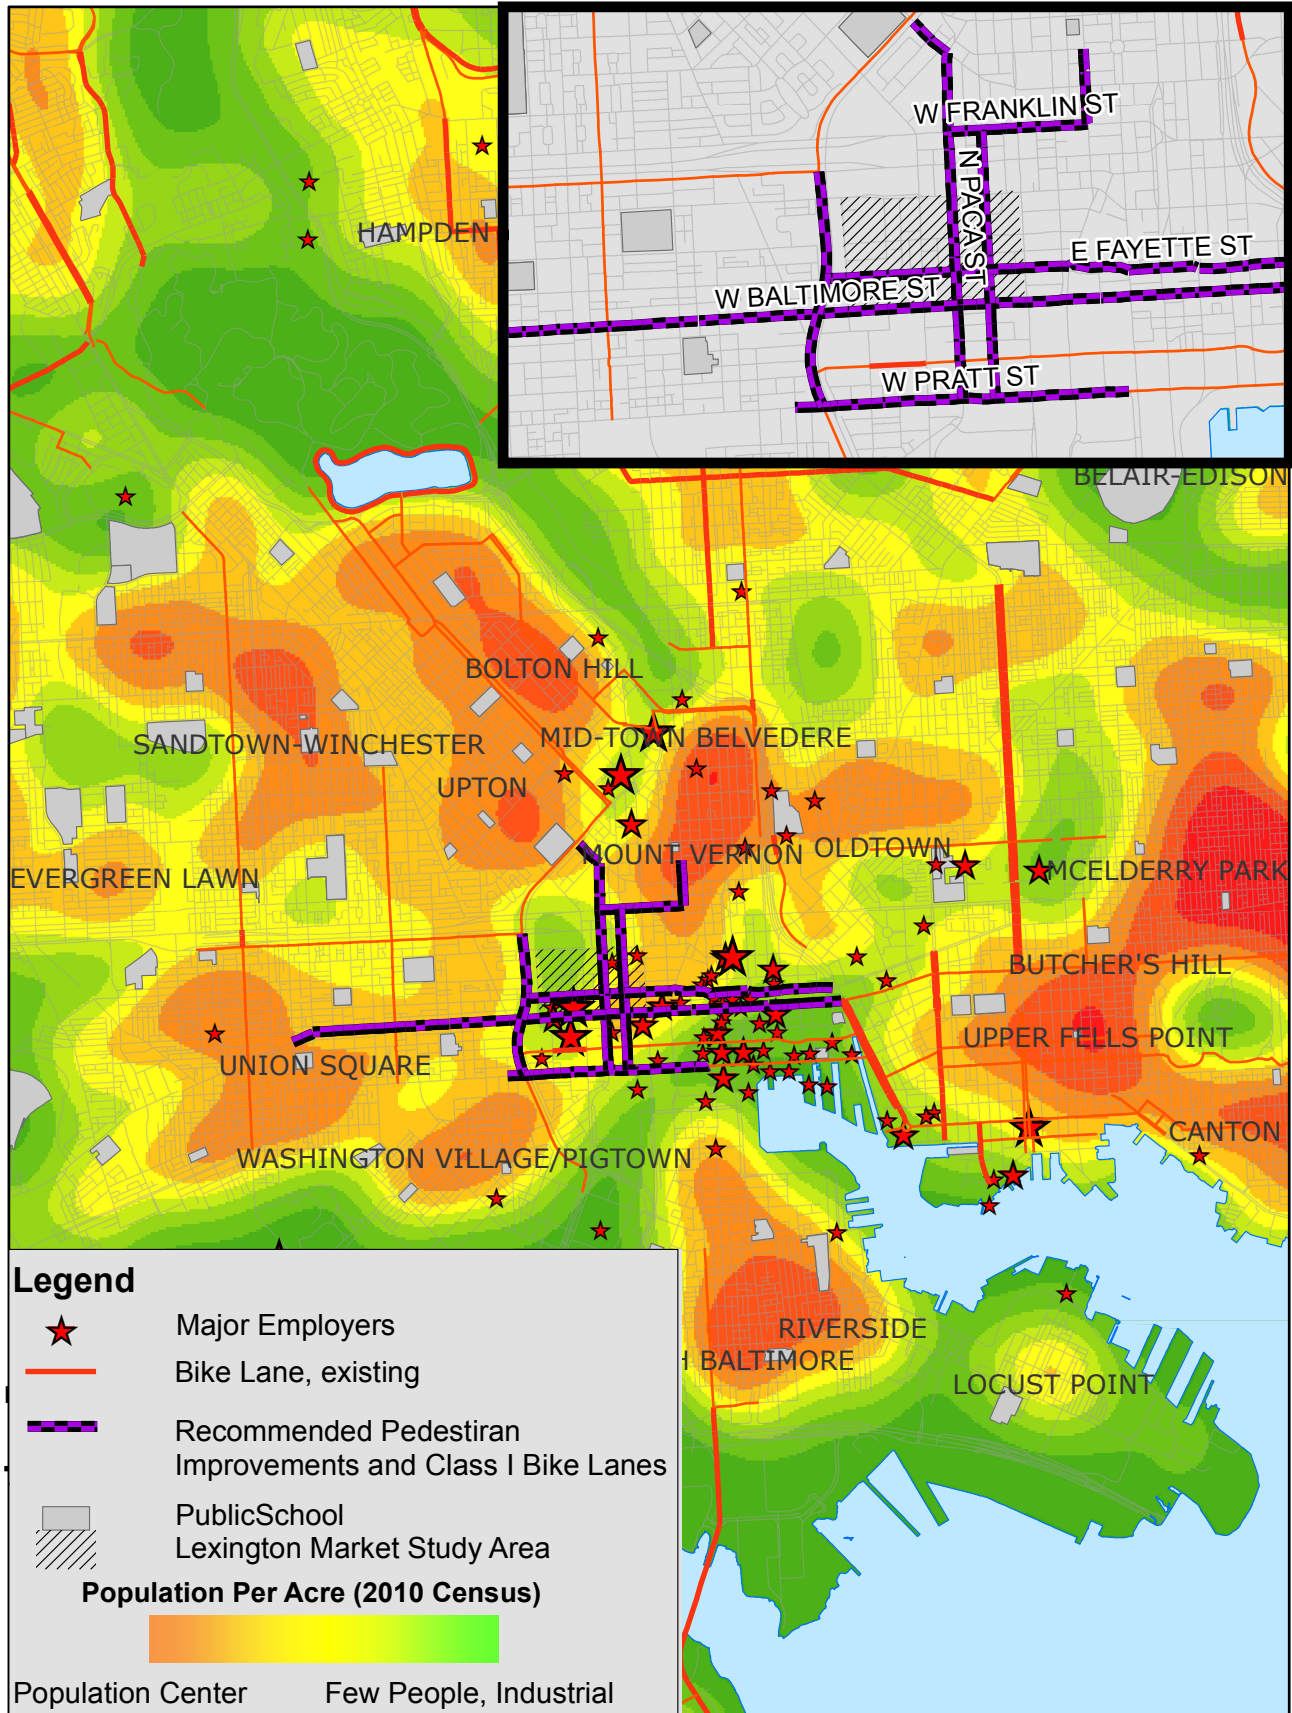 W FRANKLIN ST
N PACA ST
E FAYETTE ST
W BALTIMORE ST
W PRATT ST
HAMPDEN
BELAIR-EDISON
BOLTON HILL
SANDTOWN-WINCHESTER
MID-TOWN BELVEDERE
UPTON
MOUNT VERNON
OLDTOWN
EVERGREEN LAWN
MCELDERRY PARK
BUTCHER'S HILL
UPPER FELLS POINT
UNION SQUARE
CANTON
WASHINGTON VILLAGE/PIGTOWN
RIVERSIDE
H BALTIMORE
LOCUST POINT
Legend
Major Employers
Bike Lane, existing
Recommended Pedestiran
Improvements and Class I Bike Lanes
PublicSchool
Lexington Market Study Area
Population Per Acre (2010 Census)
Population Center
Few People, Industrial